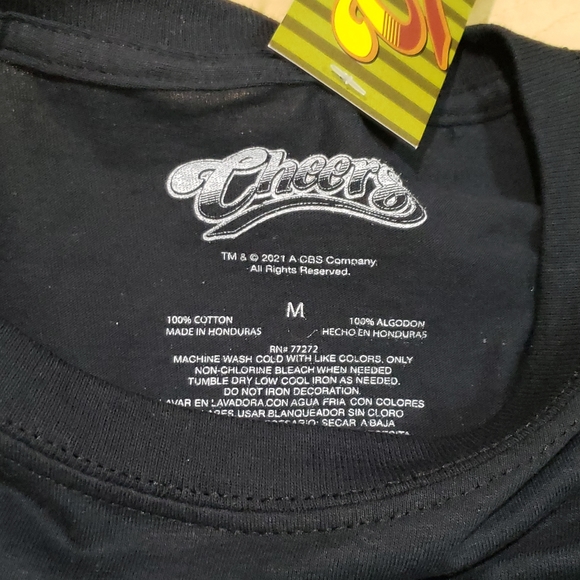 Cheers
TM & © 2021 A CBS Company.
All Rights Reserved.
M
100% COTTON
MADE IN HONDURAS
100% ALGODON
HECHO EN HONDURAS
RN# 77272
MACHINE WASH COLD WITH LIKE COLORS, ONLY
NON-CHLORINE BLEACH WHEN NEEDED
TUMBLE DRY LOW COOL IRON AS NEEDED.
DO NOT IRON DECORATION.
EN LAVADORA CON AGUA FRIA CON COLORES
USAR BLANQUEADOR SIN CLORO
SECAR A BAJA